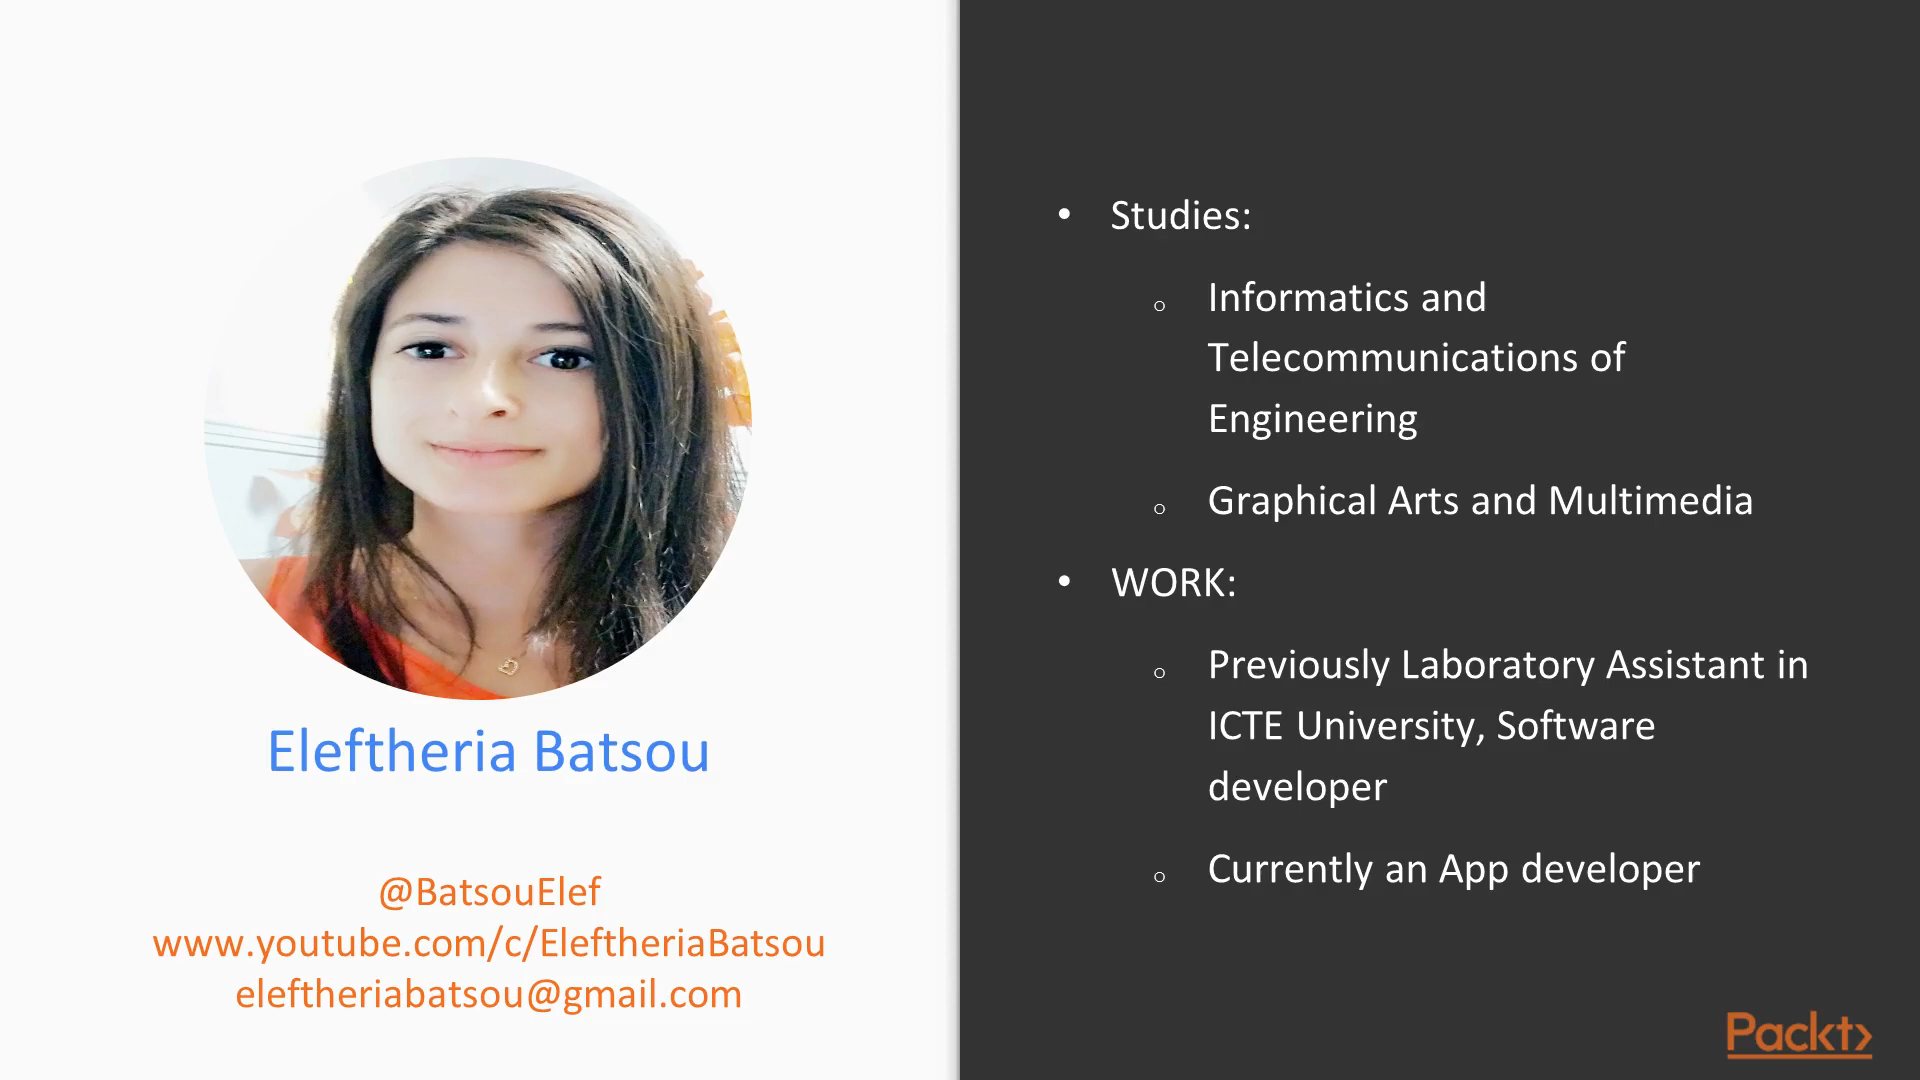 Eleftheria Batsou
@BatsouElef
www.youtube.com/c/EleftheriaBatsou
eleftheriabatsou@gmail.com
• Studies:
o Informatics and
Telecommunications of
Engineering
o Graphical Arts and Multimedia
• WORK:
o Previously Laboratory Assistant in
ICTE University, Software
developer
o Currently an App developer
Packt>